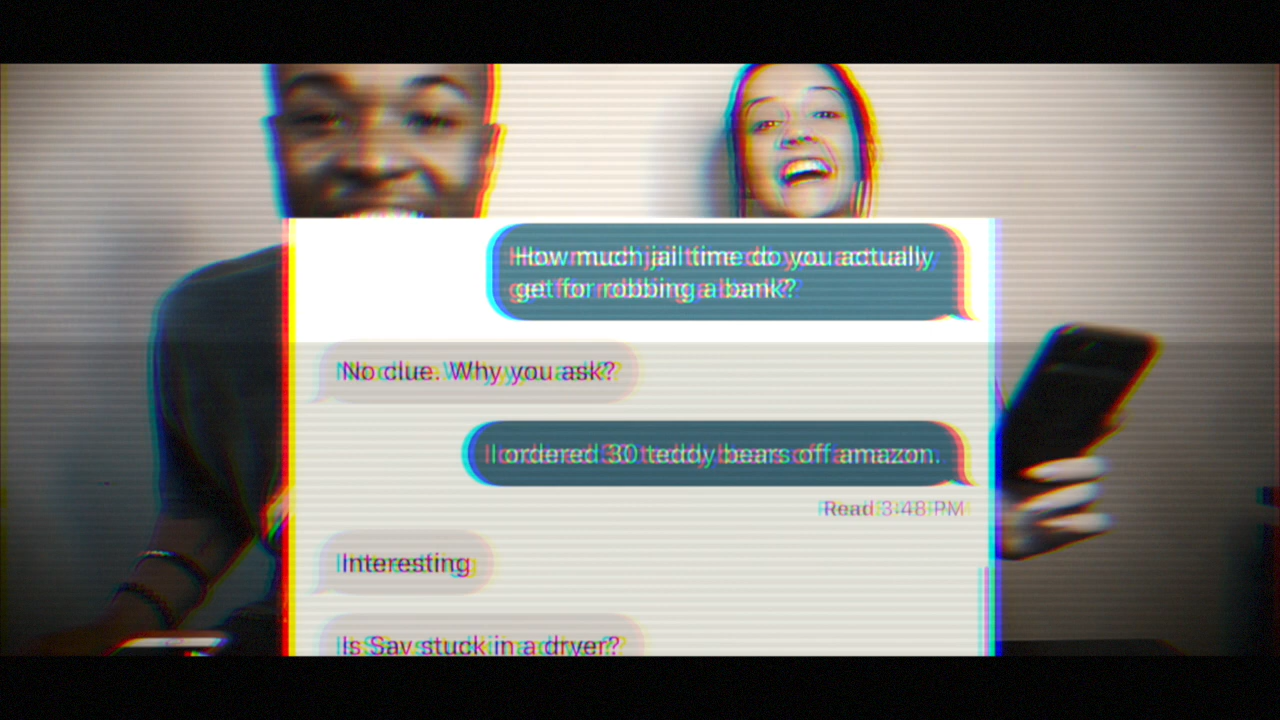 How much jail time do you actually
get for robbing a bank?
No clue. Why you ask?
I ordered 30 teddy bears off amazon.
Read 3:48 PM
Interesting
Is Sav stuck in a dryer?